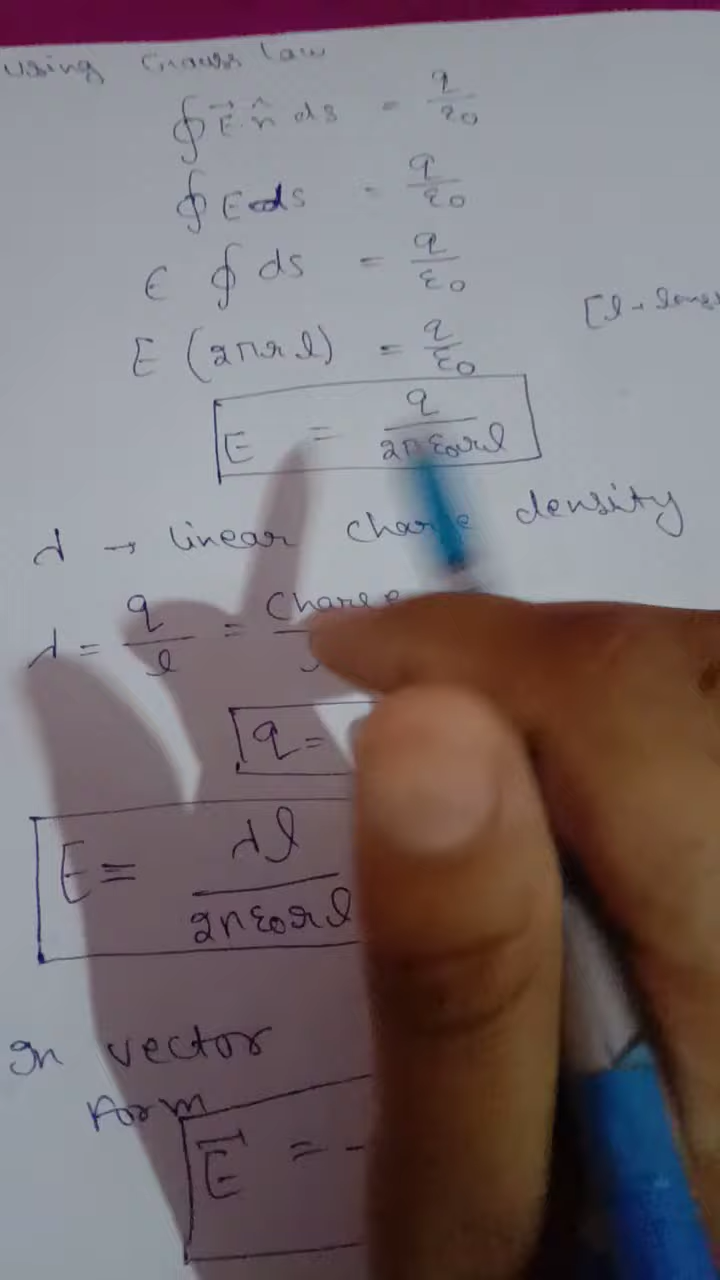 using Gauss law
∮ E⃗ n̂ ds = q/ε0
∮ E ds = q/ε0
E ∮ ds = q/ε0
E (2πrl) = q/ε0
[l →
E = q/2πε0rl
λ → linear charge density
λ = q/l = Charge
q =
E = λl/2πε0rl
In vector
form
E⃗ = -